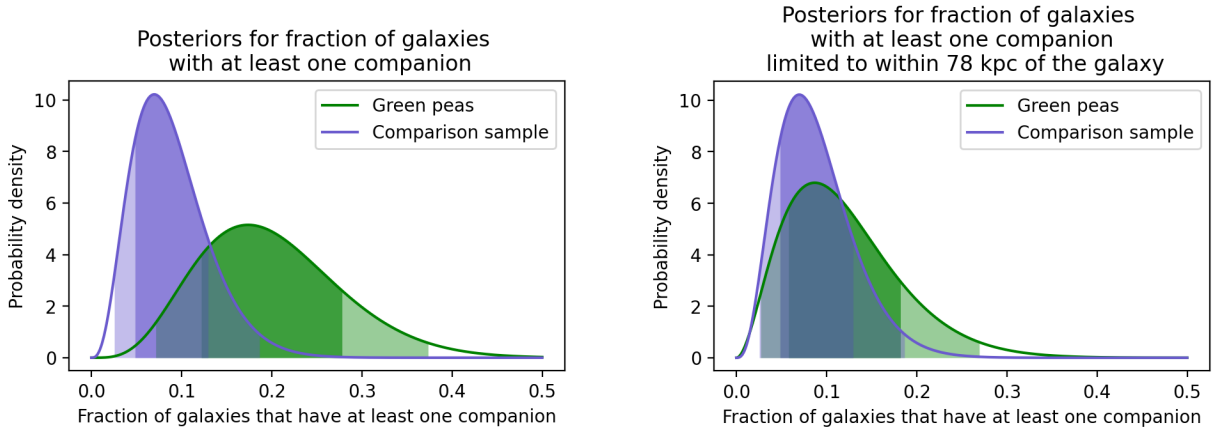 Posteriors for fraction of galaxies
with at least one companion
Green peas
Comparison sample
Probability density
10
8
6
4
2
0
0.0 0.1 0.2 0.3 0.4 0.5
Fraction of galaxies that have at least one companion
Posteriors for fraction of galaxies
with at least one companion
limited to within 78 kpc of the galaxy
Green peas
Comparison sample
Probability density
10
8
6
4
2
0
0.0 0.1 0.2 0.3 0.4 0.5
Fraction of galaxies that have at least one companion